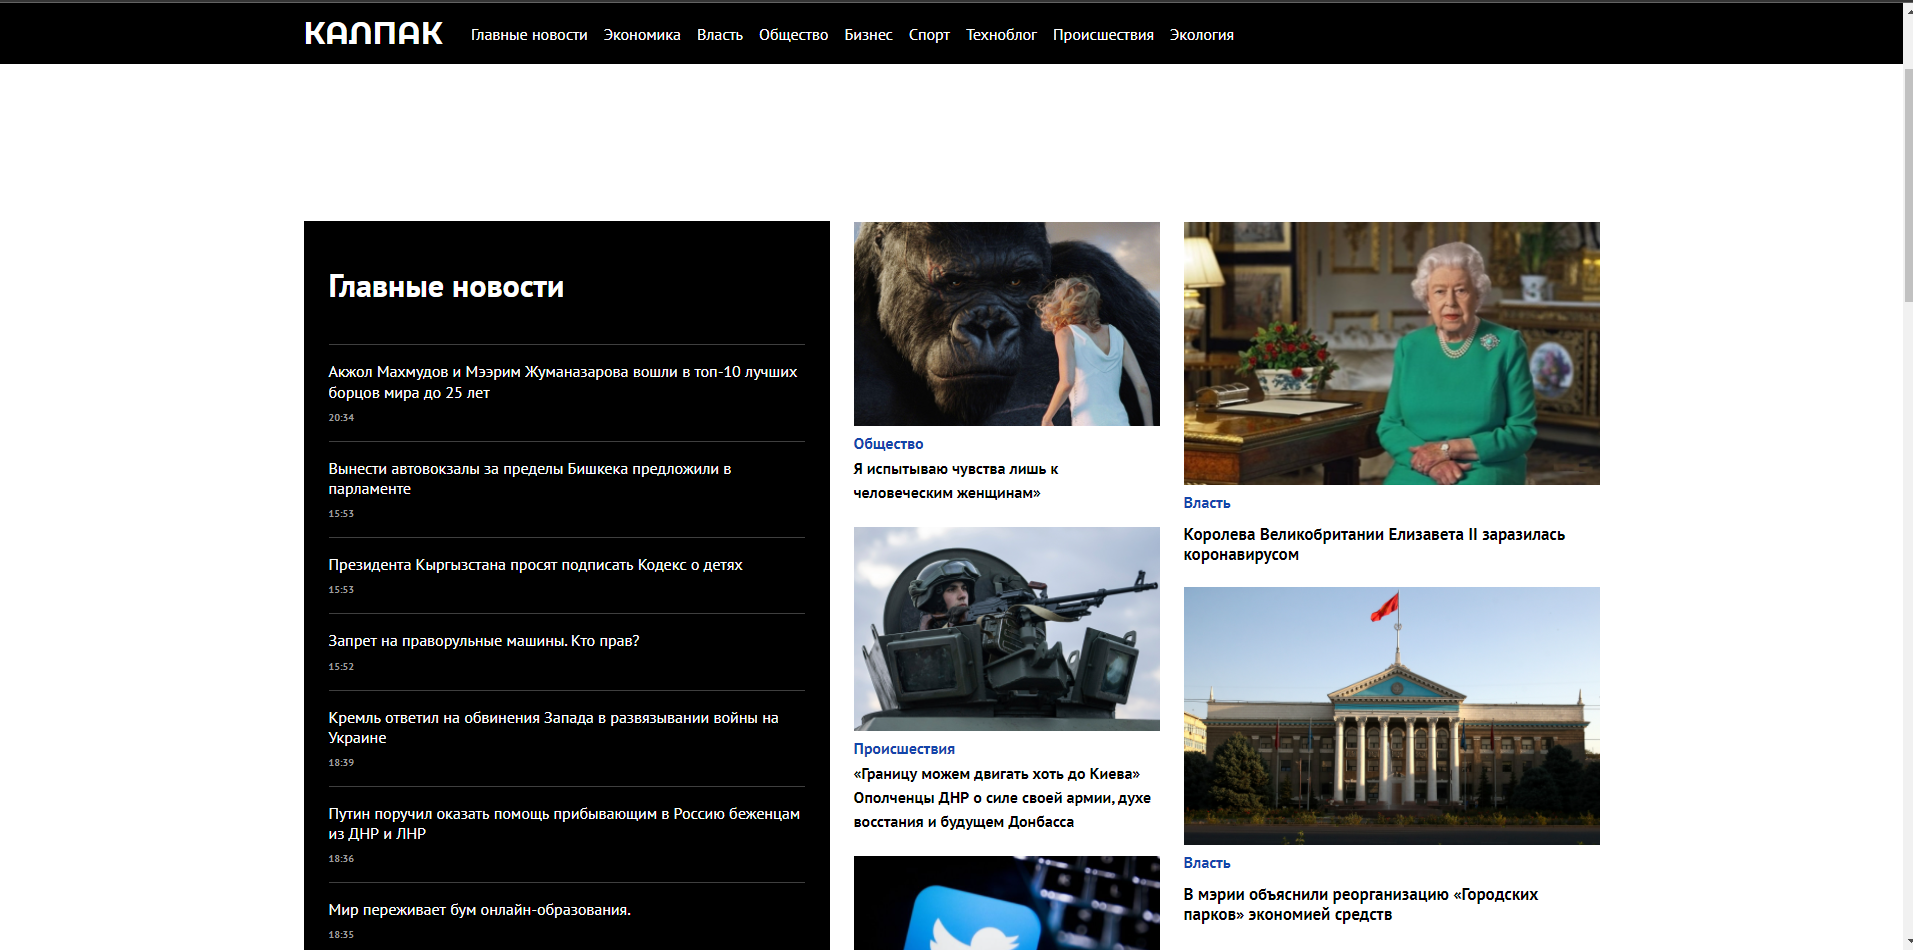 КАЛПАК
Главные новости Экономика Власть Общество Бизнес Спорт Техноблог Происшествия Экология
Главные новости
Акжол Махмудов и Мээрим Жуманазарова вошли в топ-10 лучших
борцов мира до 25 лет
20:34
Вынести автовокзалы за пределы Бишкека предложили в
парламенте
15:53
Президента Кыргызстана просят подписать Кодекс о детях
15:53
Запрет на праворульные машины. Кто прав?
15:52
Кремль ответил на обвинения Запада в развязывании войны на
Украине
18:39
Путин поручил оказать помощь прибывающим в Россию беженцам
из ДНР и ЛНР
18:36
Мир переживает бум онлайн-образования.
18:35
Общество
Я испытываю чувства лишь к
человеческим женщинам»
Происшествия
«Границу можем двигать хоть до Киева»
Ополченцы ДНР о силе своей армии, духе
восстания и будущем Донбасса
Власть
Королева Великобритании Елизавета II заразилась
коронавирусом
Власть
В мэрии объяснили реорганизацию «Городских
парков» экономией средств